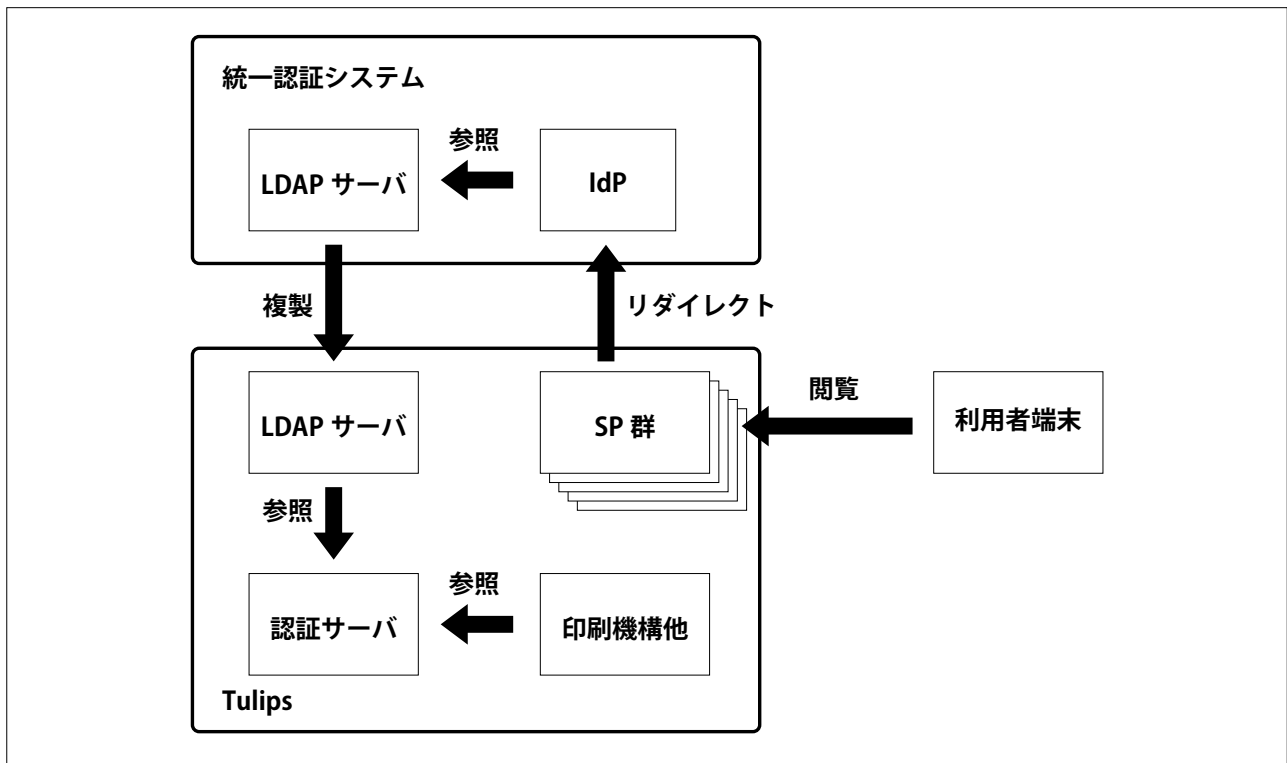 統一認証システム
参照
LDAP サーバ
IdP
複製
リダイレクト
LDAP サーバ
SP 群
閲覧
利用者端末
参照
参照
認証サーバ
印刷機構他
Tulips